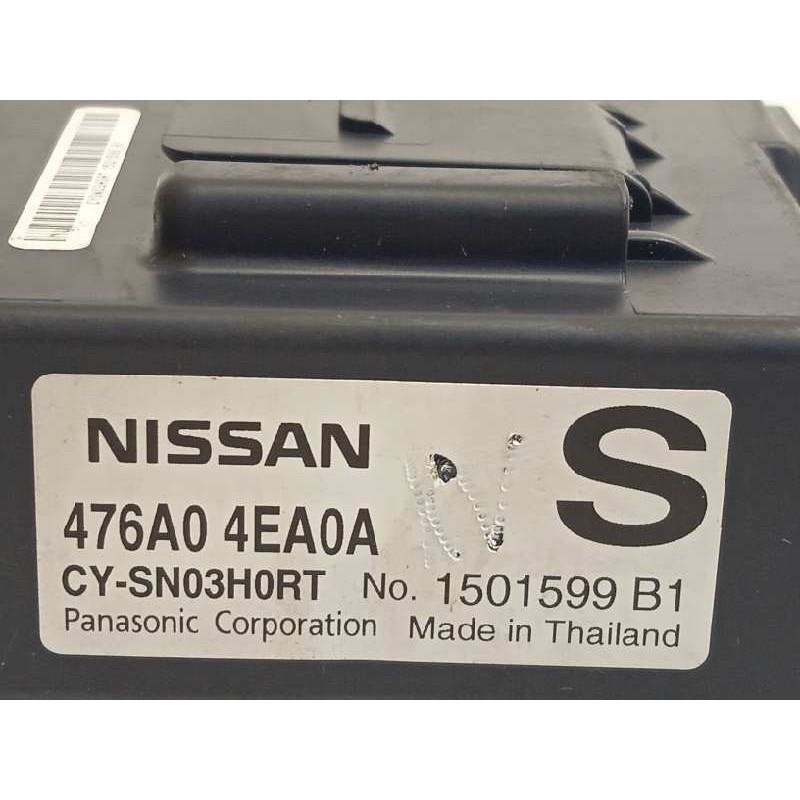 NISSAN
S
476A0 4EA0A
CY-SN03H0RT No. 1501599 B1
Panasonic Corporation Made in Thailand